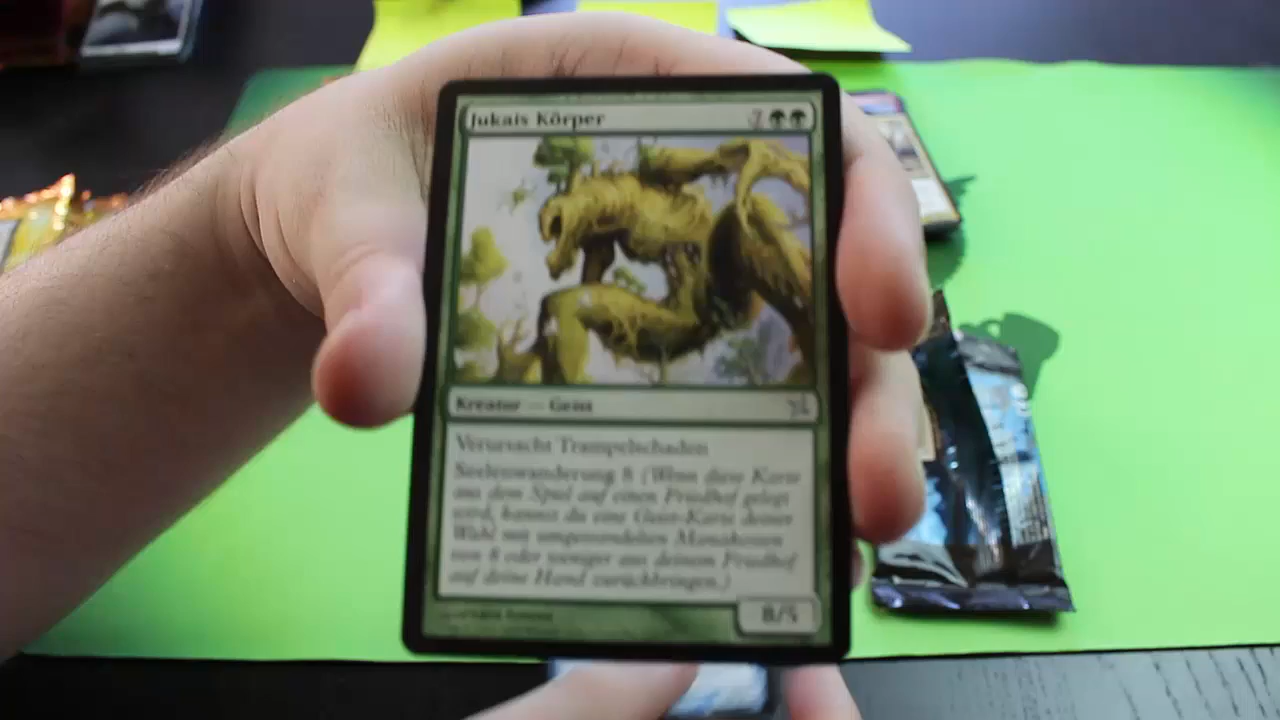 Jukais Körper 7
Kreatur — Geist
Verursacht Trampelschaden
Seelenwanderung 8 (Wenn diese Karte
aus dem Spiel auf einen Friedhof gelegt
wird, kannst du eine Geist-Karte deiner
Wahl mit umgewandelten Manakosten
von 8 oder weniger aus deinem Friedhof
auf deine Hand zurückbringen.)
8/5